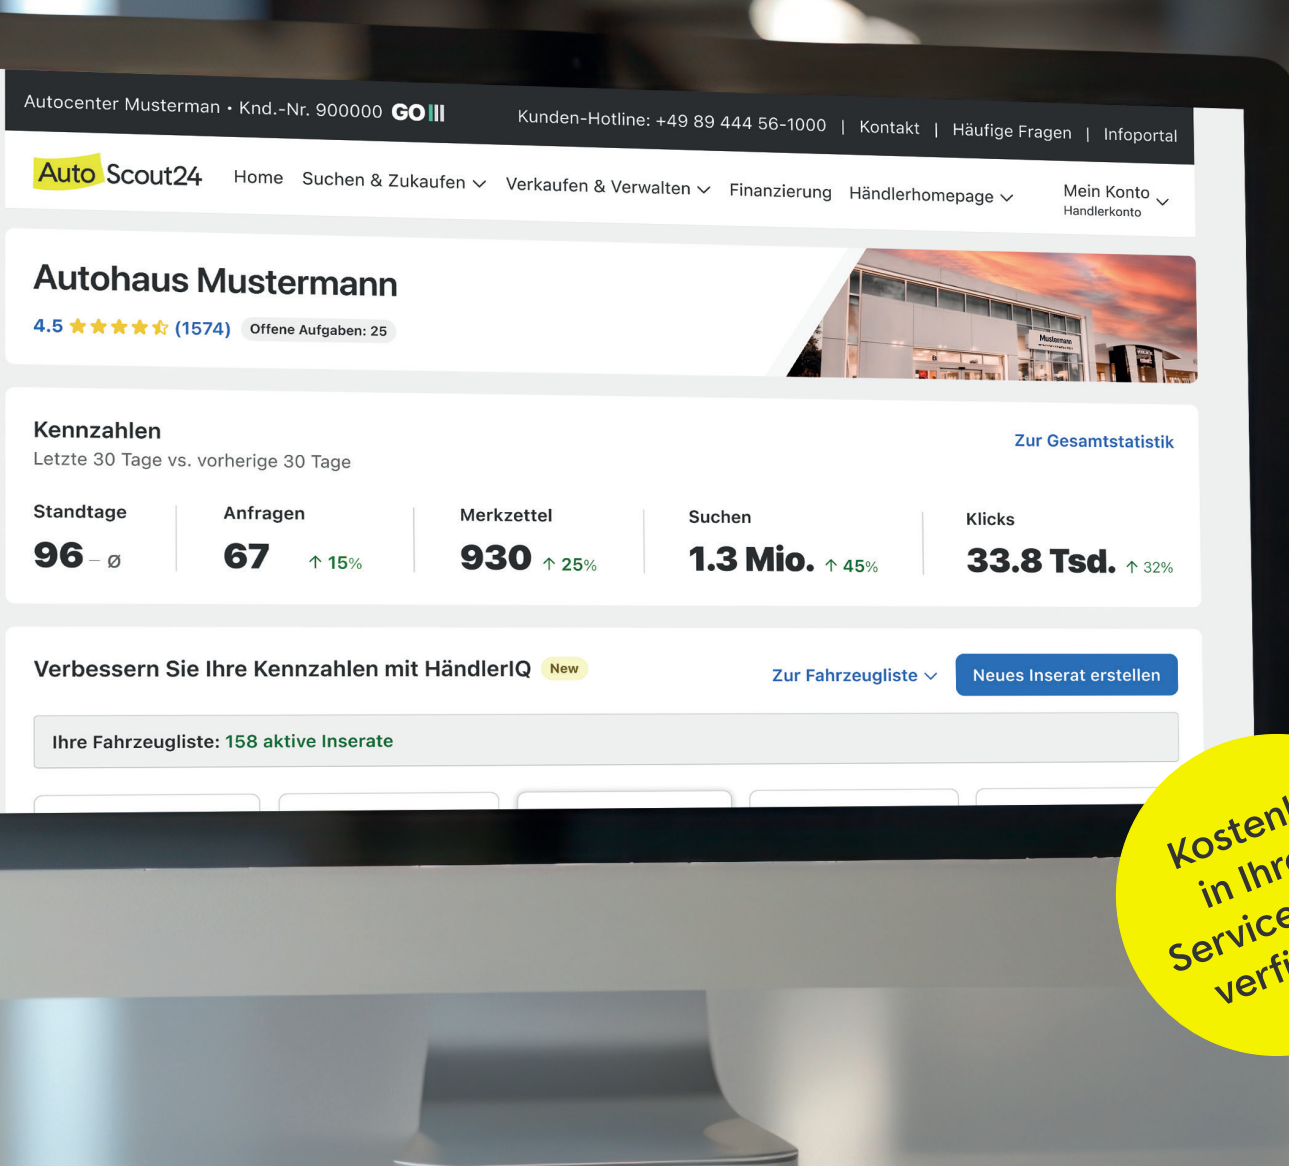 Autocenter Musterman • Knd.-Nr. 900000 GO
Kunden-Hotline: +49 89 444 56-1000 | Kontakt | Häufige Fragen | Infoportal
Auto Scout24 Home Suchen & Zukaufen Verkaufen & Verwalten Finanzierung Händlerhomepage Mein Konto
Handlerkonto
Autohaus Mustermann
4.5 (1574) Offene Aufgaben: 25
Mustermann
Kennzahlen
Zur Gesamtstatistik
Letzte 30 Tage vs. vorherige 30 Tage
Standtage Anfragen Merkzettel Suchen Klicks
96 – Ø 67 ↑ 15% 930 ↑ 25% 1.3 Mio. ↑ 45% 33.8 Tsd. ↑ 32%
Verbessern Sie Ihre Kennzahlen mit HändlerIQ New
Zur Fahrzeugliste Neues Inserat erstellen
Ihre Fahrzeugliste: 158 aktive Inserate
in